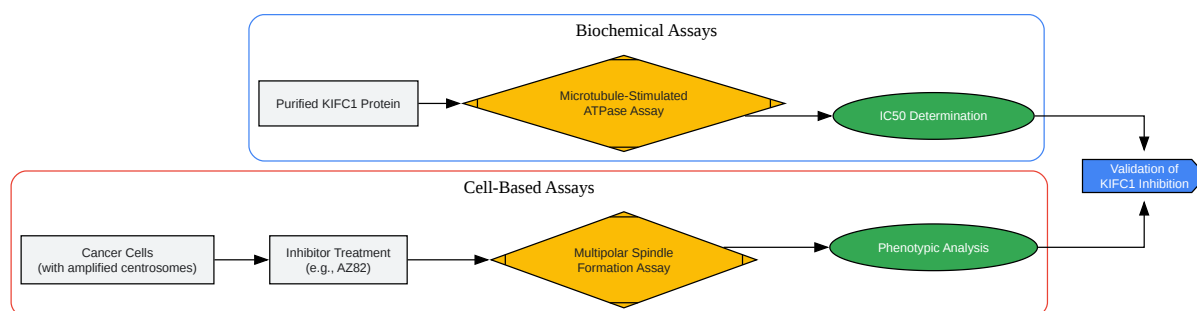 Biochemical Assays
Purified KIFC1 Protein
Microtubule-Stimulated
ATPase Assay
IC50 Determination
Validation of
KIFC1 Inhibition
Cell-Based Assays
Cancer Cells
(with amplified centrosomes)
Inhibitor Treatment
(e.g., AZ82)
Multipolar Spindle
Formation Assay
Phenotypic Analysis